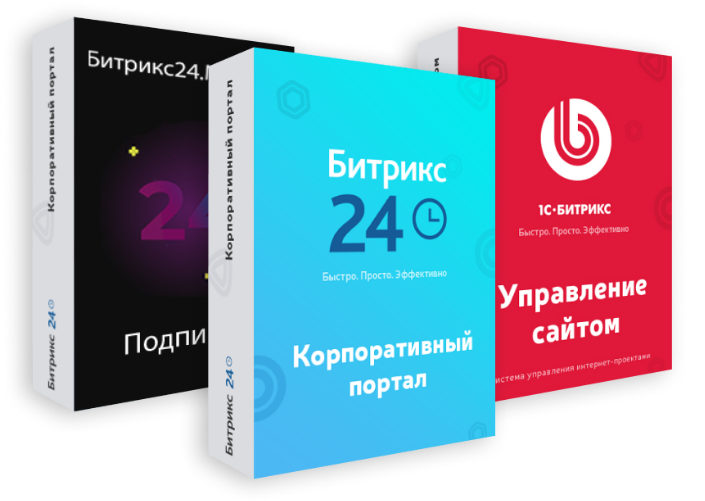 Битрикс24.
24
Подпи
Корпоративный портал
Битрикс 24
Битрикс
24
Быстро. Просто. Эффективно
Корпоративный
портал
Корпоративный портал
Битрикс 24
1С-БИТРИКС
Быстро. Просто. Эффективно
Управление
сайтом
система управления интернет-проектами